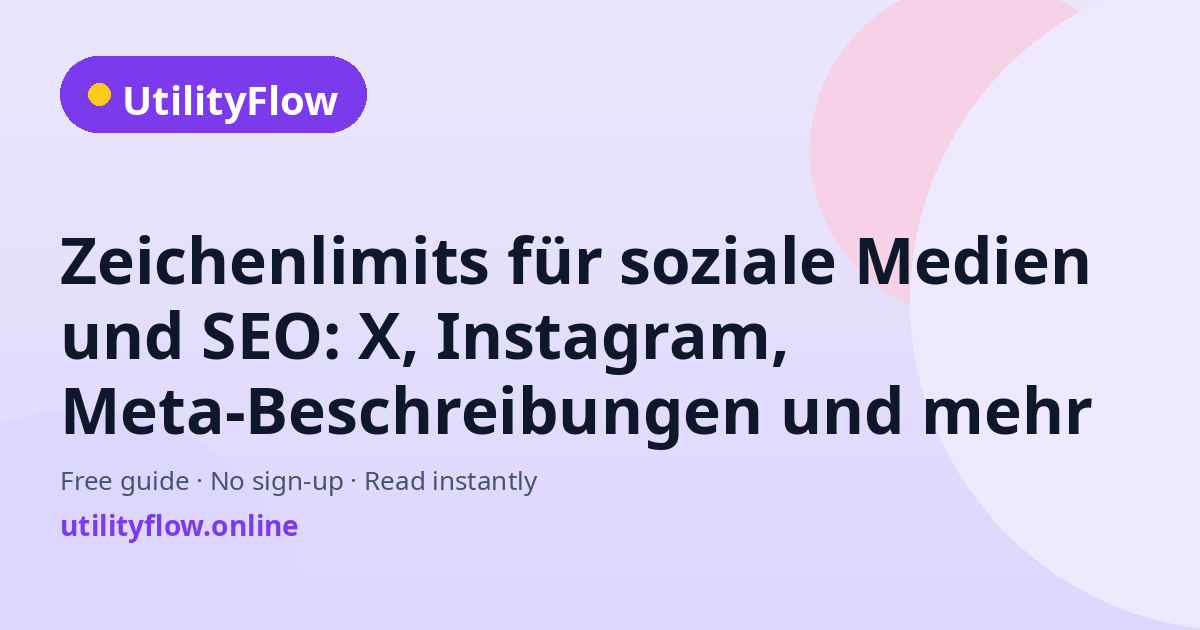 UtilityFlow
Zeichenlimits für soziale Medien
und SEO: X, Instagram,
Meta-Beschreibungen und mehr
Free guide · No sign-up · Read instantly
utilityflow.online